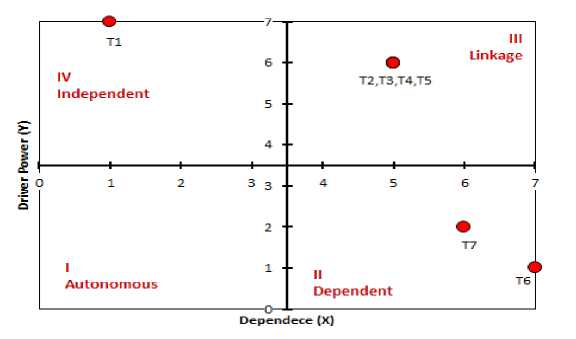 7
III
T1
Linkage
6
IV
T2,T3,T4,T5
Independent
5
4
Driver Power (Y)
0 1 2 3 4 5 6 7
3
2
T7
1
I
II
T6
Autonomous
Dependent
0
Dependece (X)